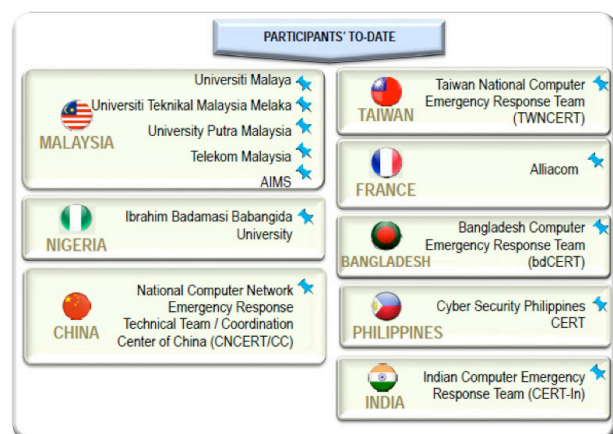 PARTICIPANTS' TO-DATE
MALAYSIA
Universiti Malaya
Universiti Teknikal Malaysia Melaka
University Putra Malaysia
Telekom Malaysia
AIMS
NIGERIA
Ibrahim Badamasi Babangida
University
CHINA
National Computer Network
Emergency Response
Technical Team / Coordination
Center of China (CNCERT/CC)
TAIWAN
Taiwan National Computer
Emergency Response Team
(TWNCERT)
FRANCE
Alliacom
BANGLADESH
Bangladesh Computer
Emergency Response Team
(bdCERT)
PHILIPPINES
Cyber Security Philippines
CERT
INDIA
Indian Computer Emergency
Response Team (CERT-In)